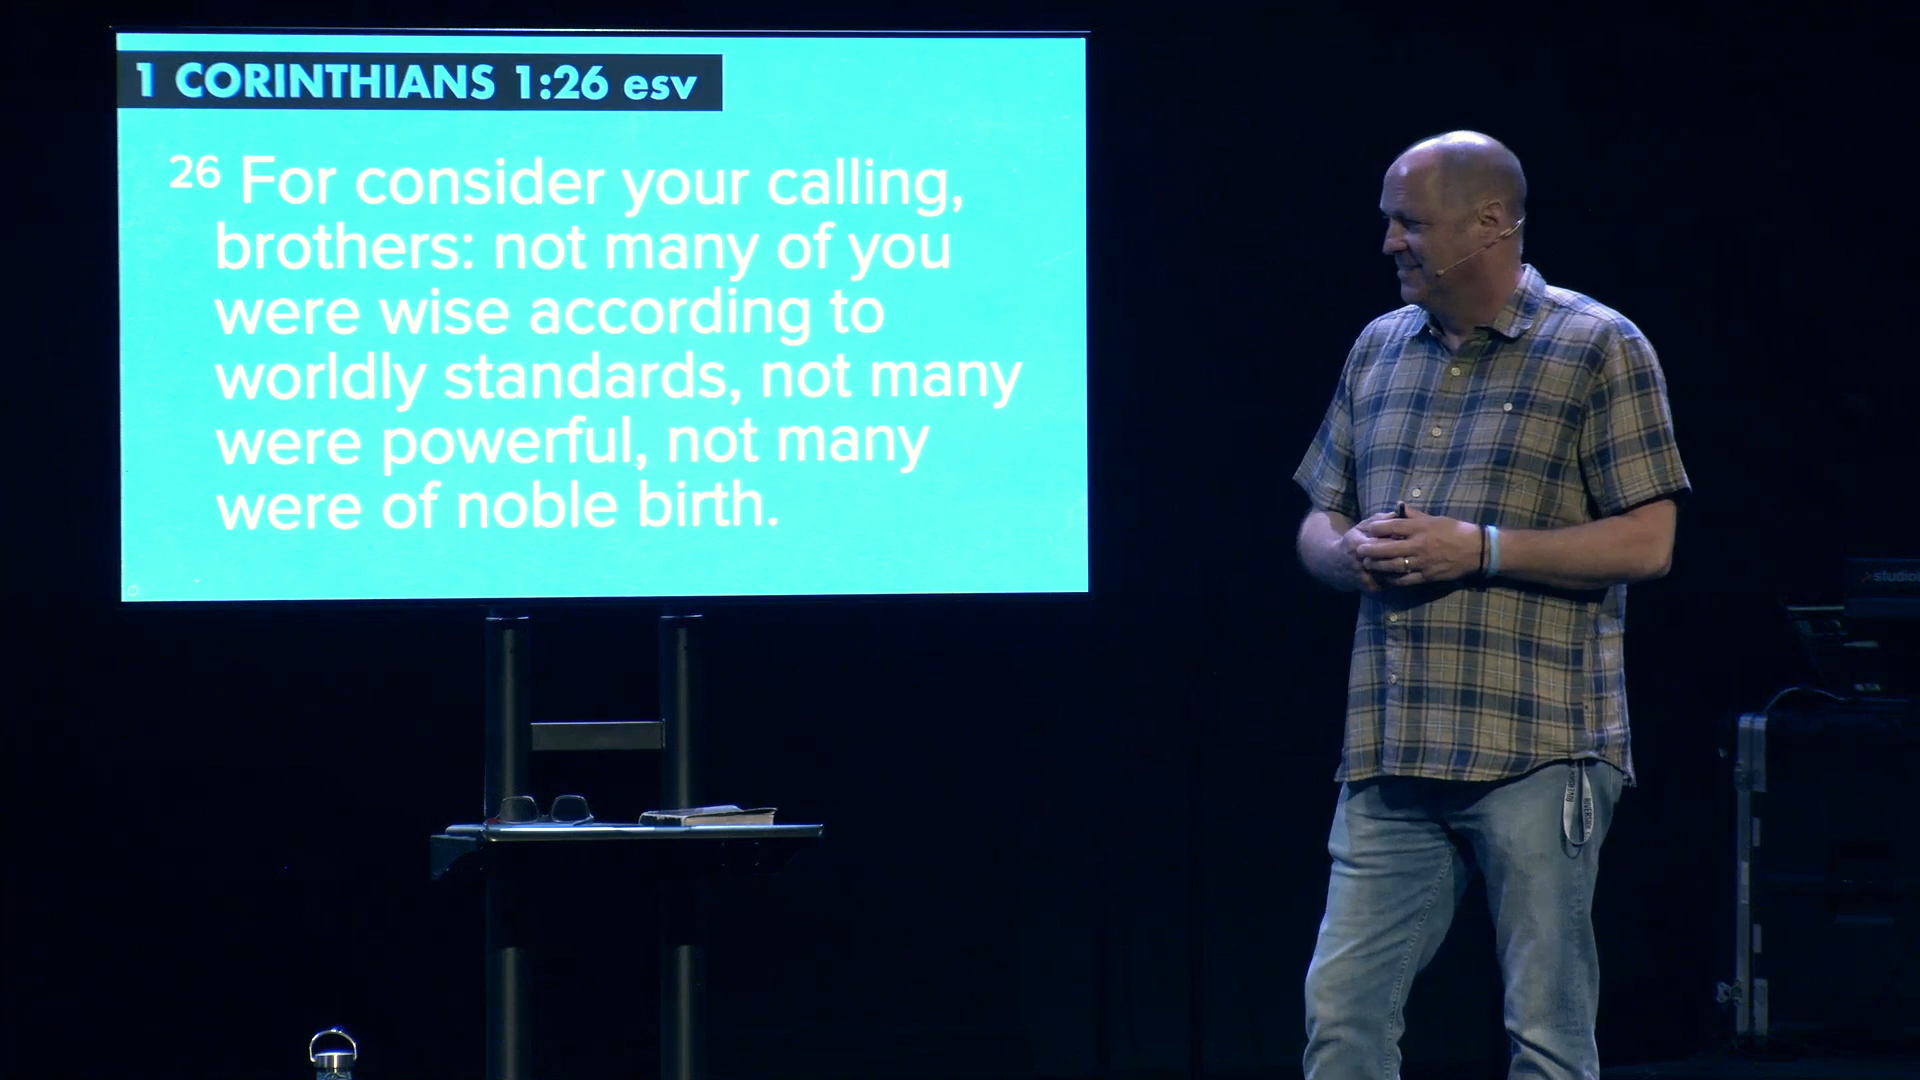 1 CORINTHIANS 1:26 esv
26 For consider your calling,
brothers: not many of you
were wise according to
worldly standards, not many
were powerful, not many
were of noble birth.